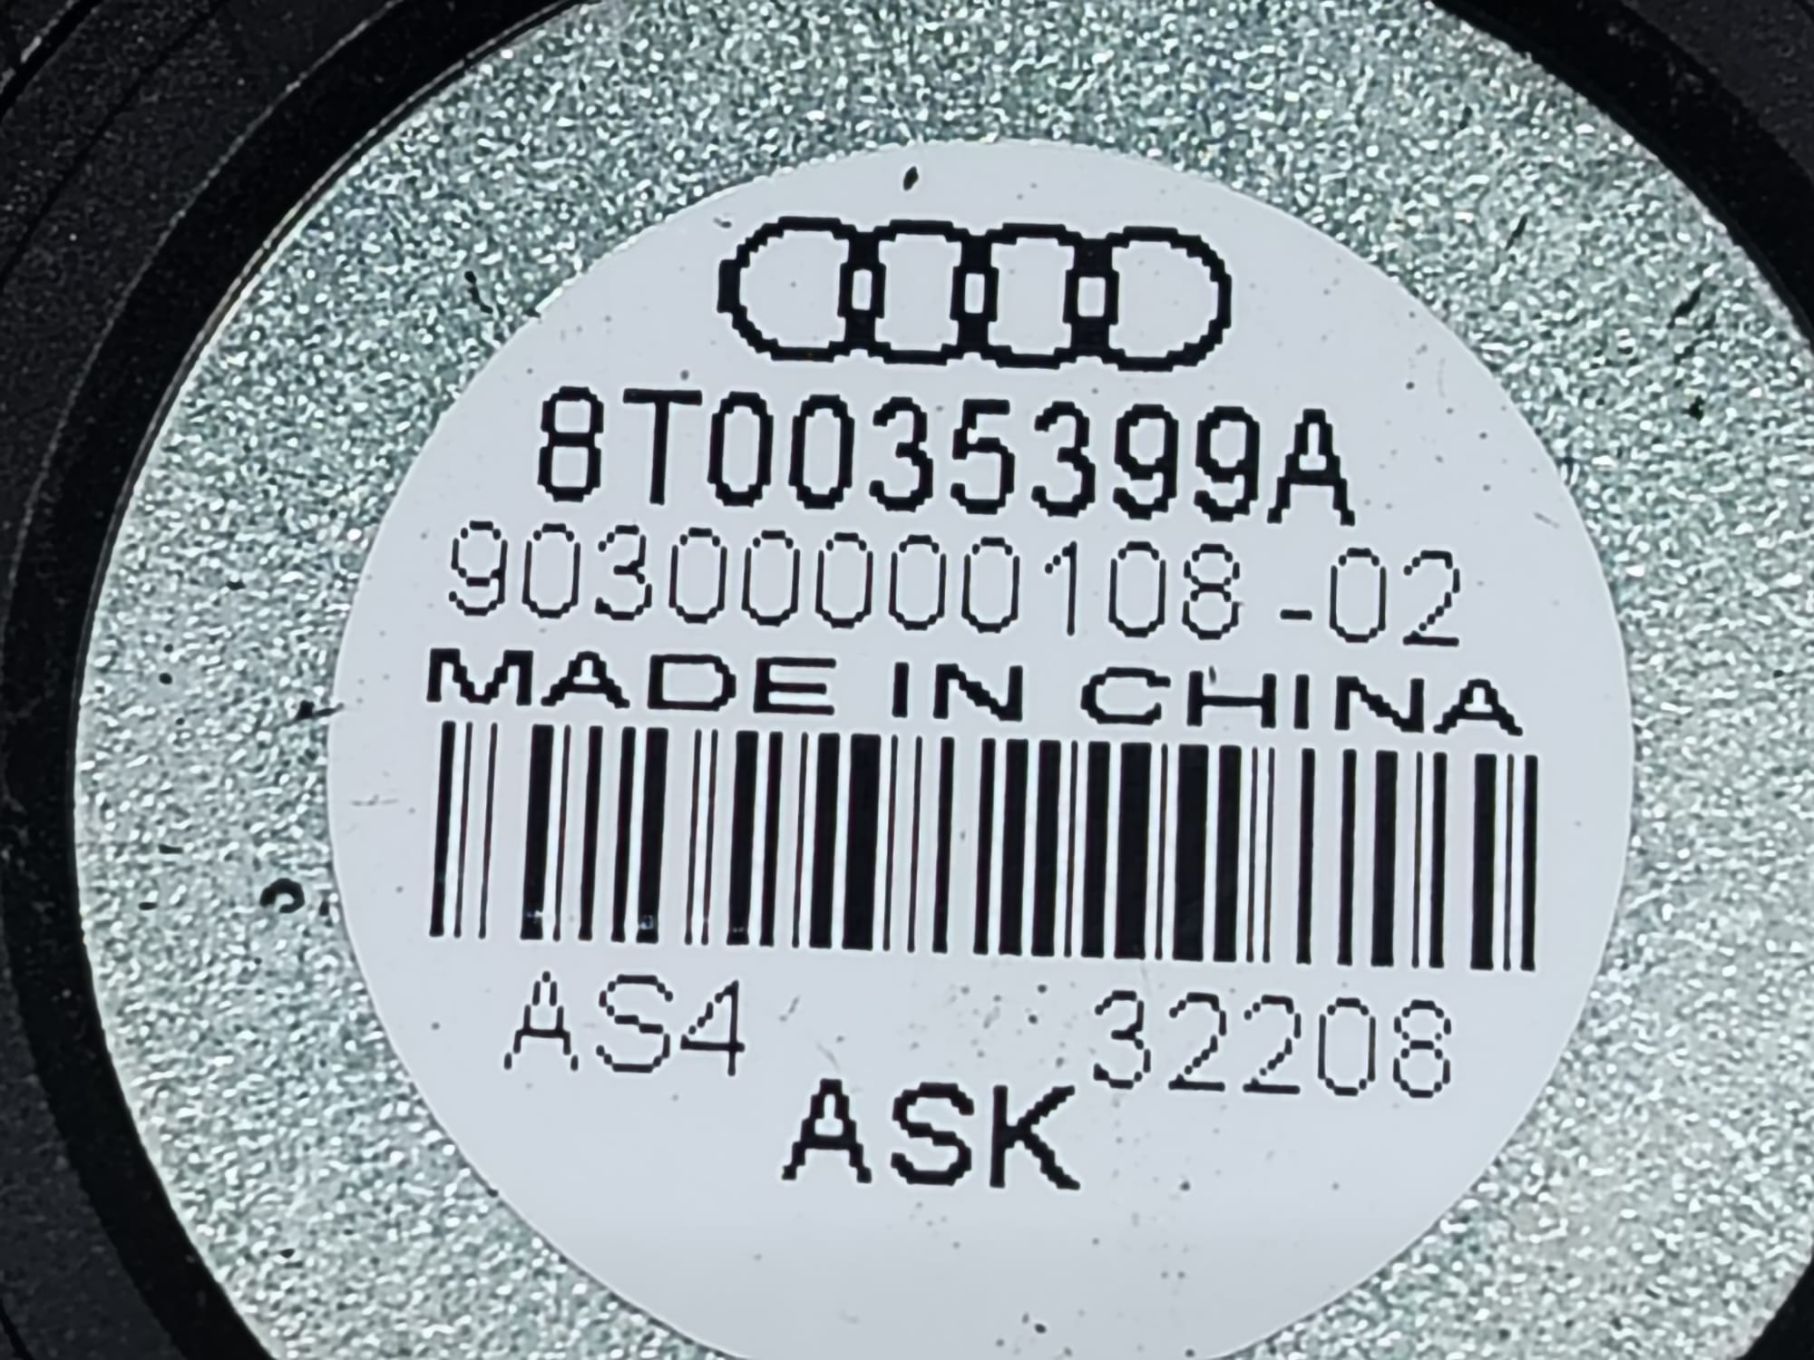 8T0035399A
90300000108-02
MADE IN CHINA
AS4 32208
ASK